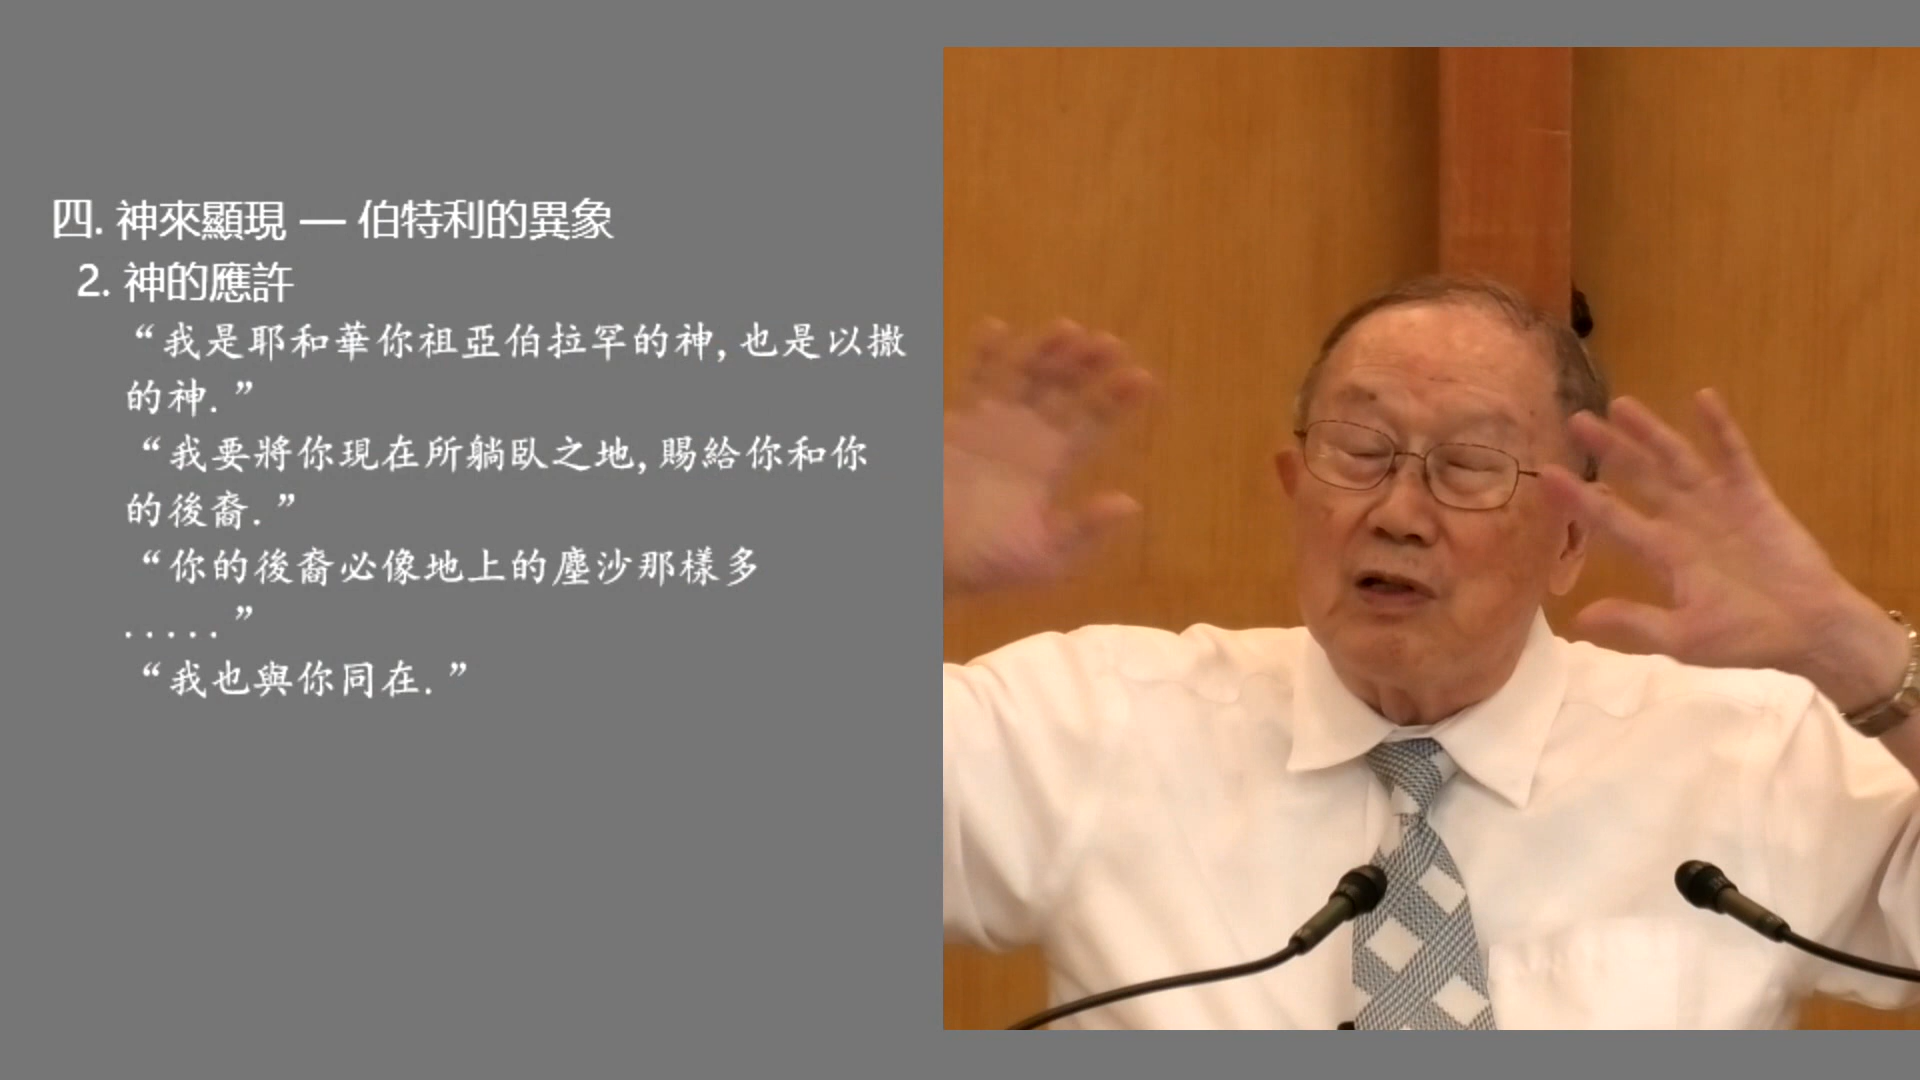 四. 神來顯現 — 伯特利的異象
2. 神的應許
“我是耶和華你祖亞伯拉罕的神, 也是以撒
的神. ”
“我要將你現在所躺臥之地, 賜給你和你
的後裔. ”
“你的後裔必像地上的塵沙那樣多
. . . . . ”
“我也與你同在. ”